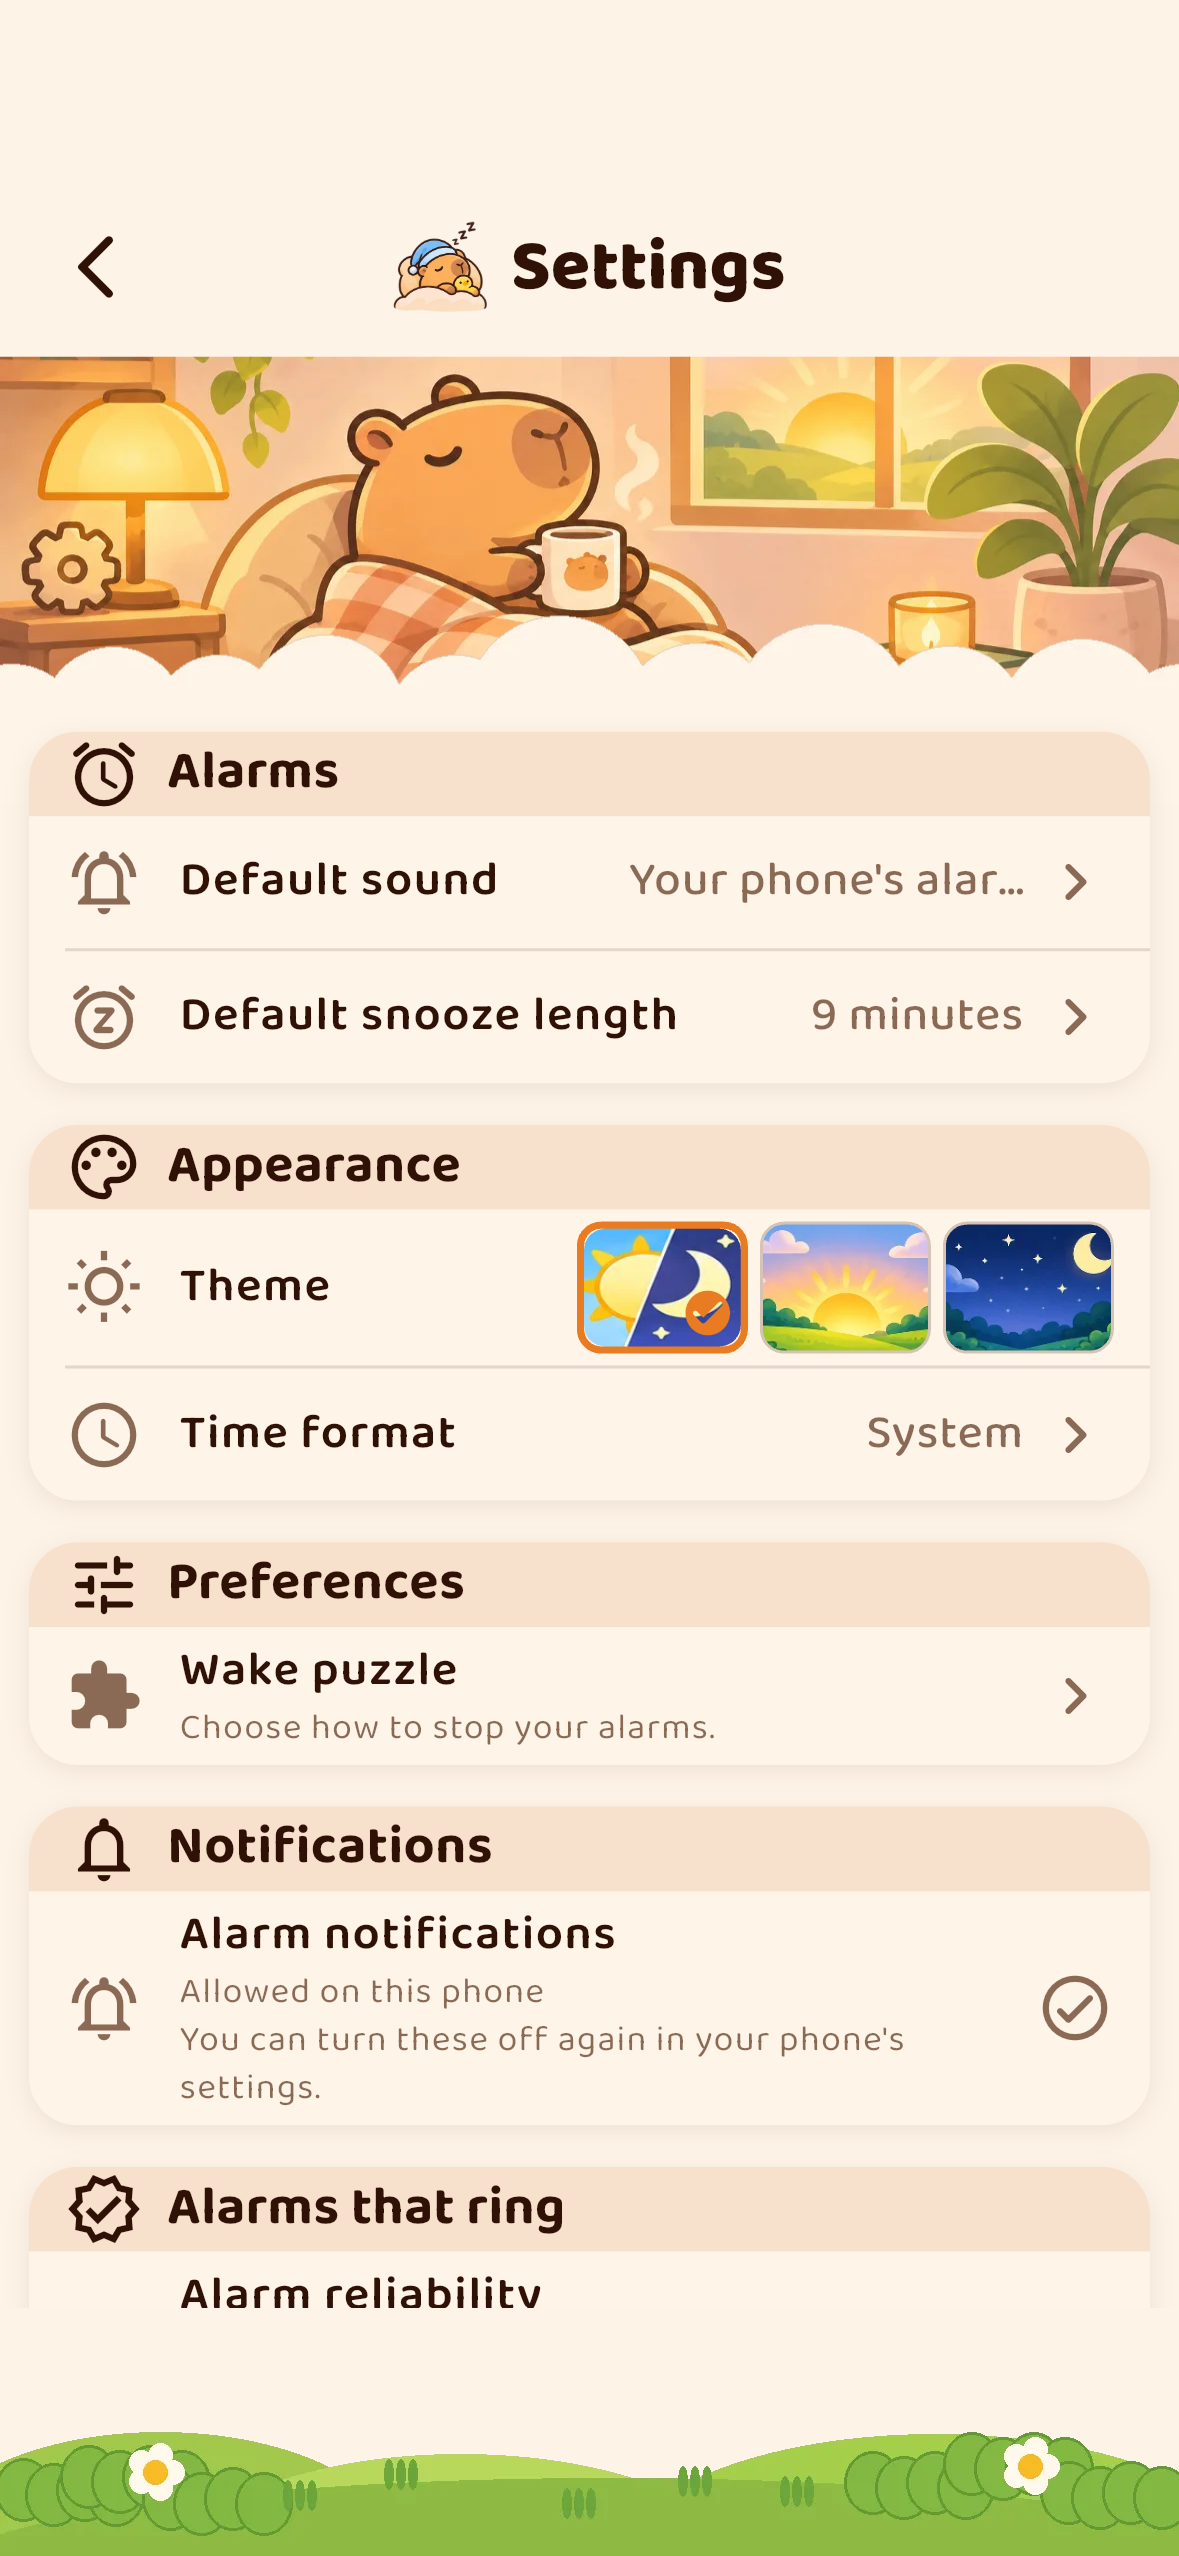 Settings
Alarms
Default sound
Your phone's alar...
Default snooze length
9 minutes
Appearance
Theme
Time format
System
Preferences
Wake puzzle
Choose how to stop your alarms.
Notifications
Alarm notifications
Allowed on this phone
You can turn these off again in your phone's
settings.
Alarms that ring
Alarm reliability